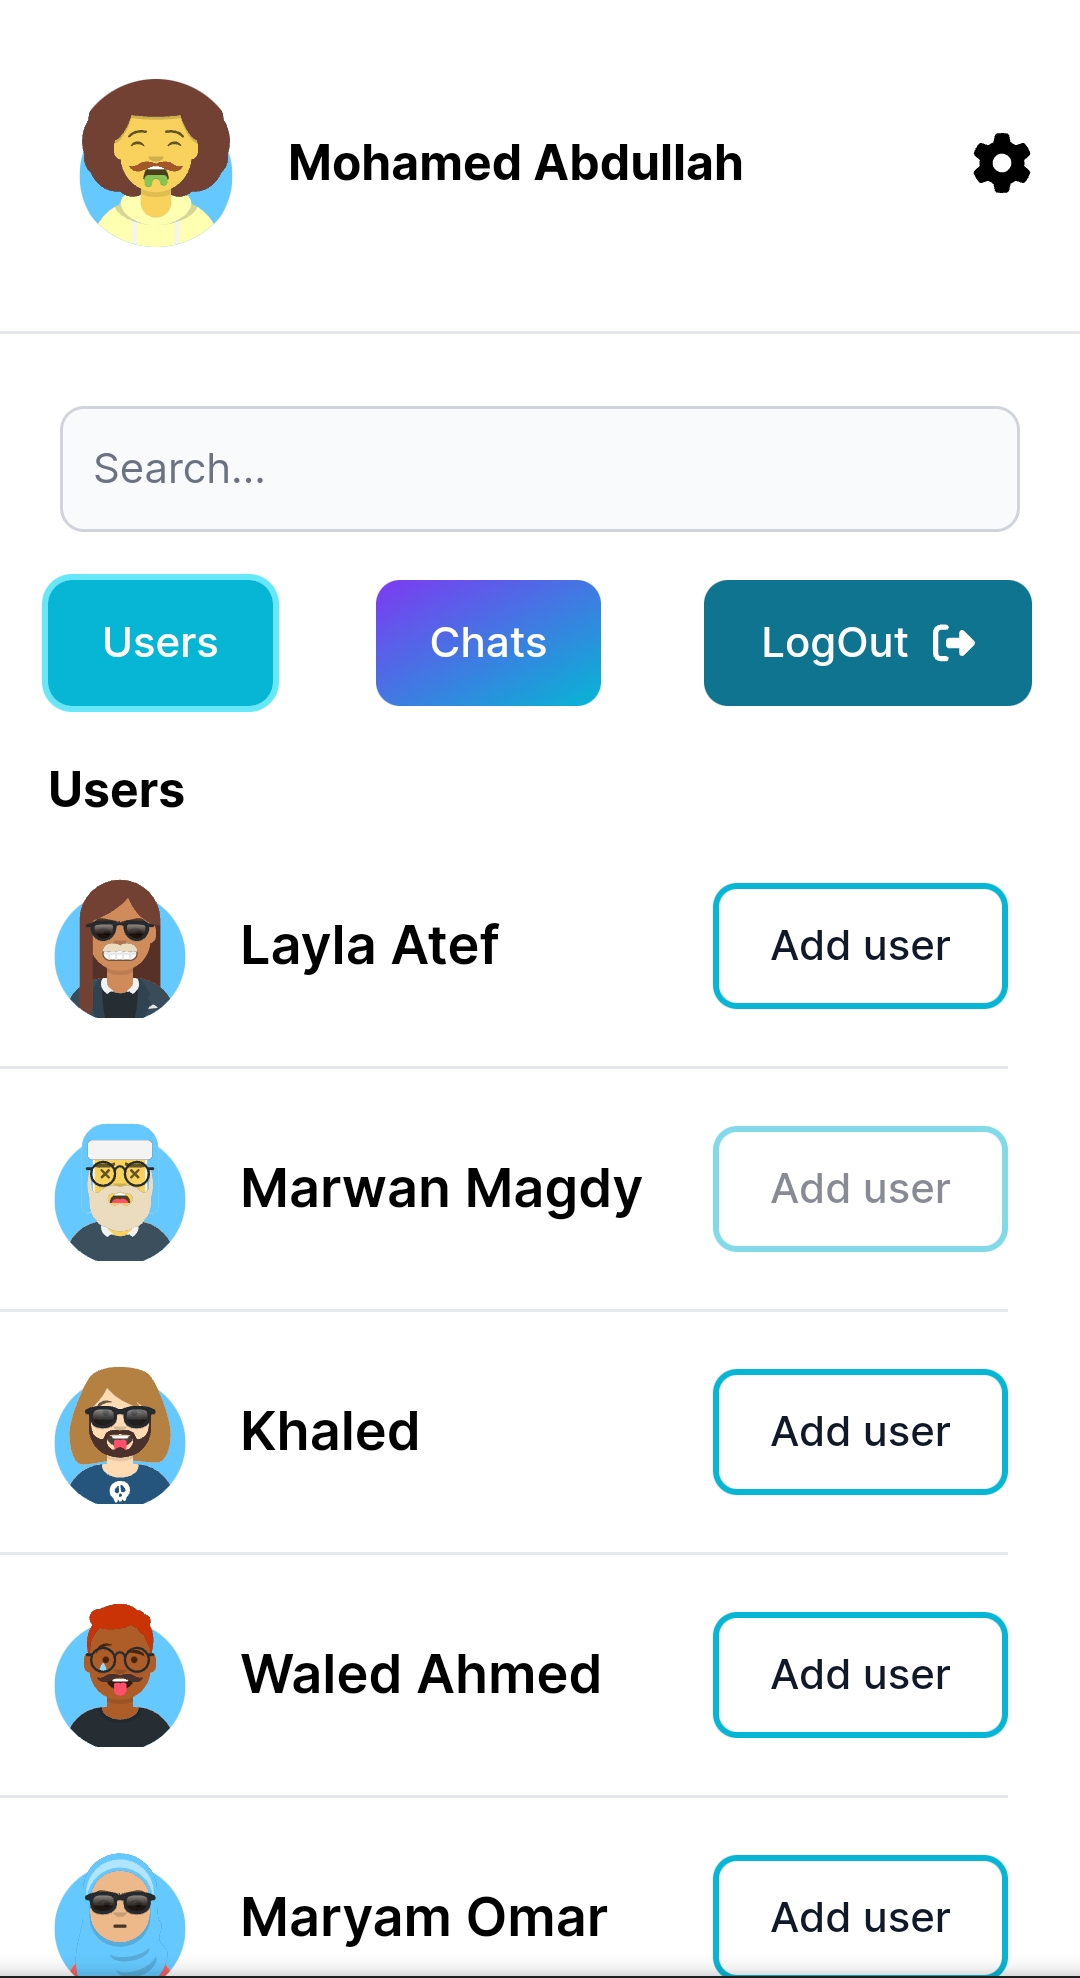 Mohamed Abdullah
Search...
Users
Chats
LogOut
Users
Layla Atef
Add user
Marwan Magdy
Add user
Khaled
Add user
Waled Ahmed
Add user
Maryam Omar
Add user